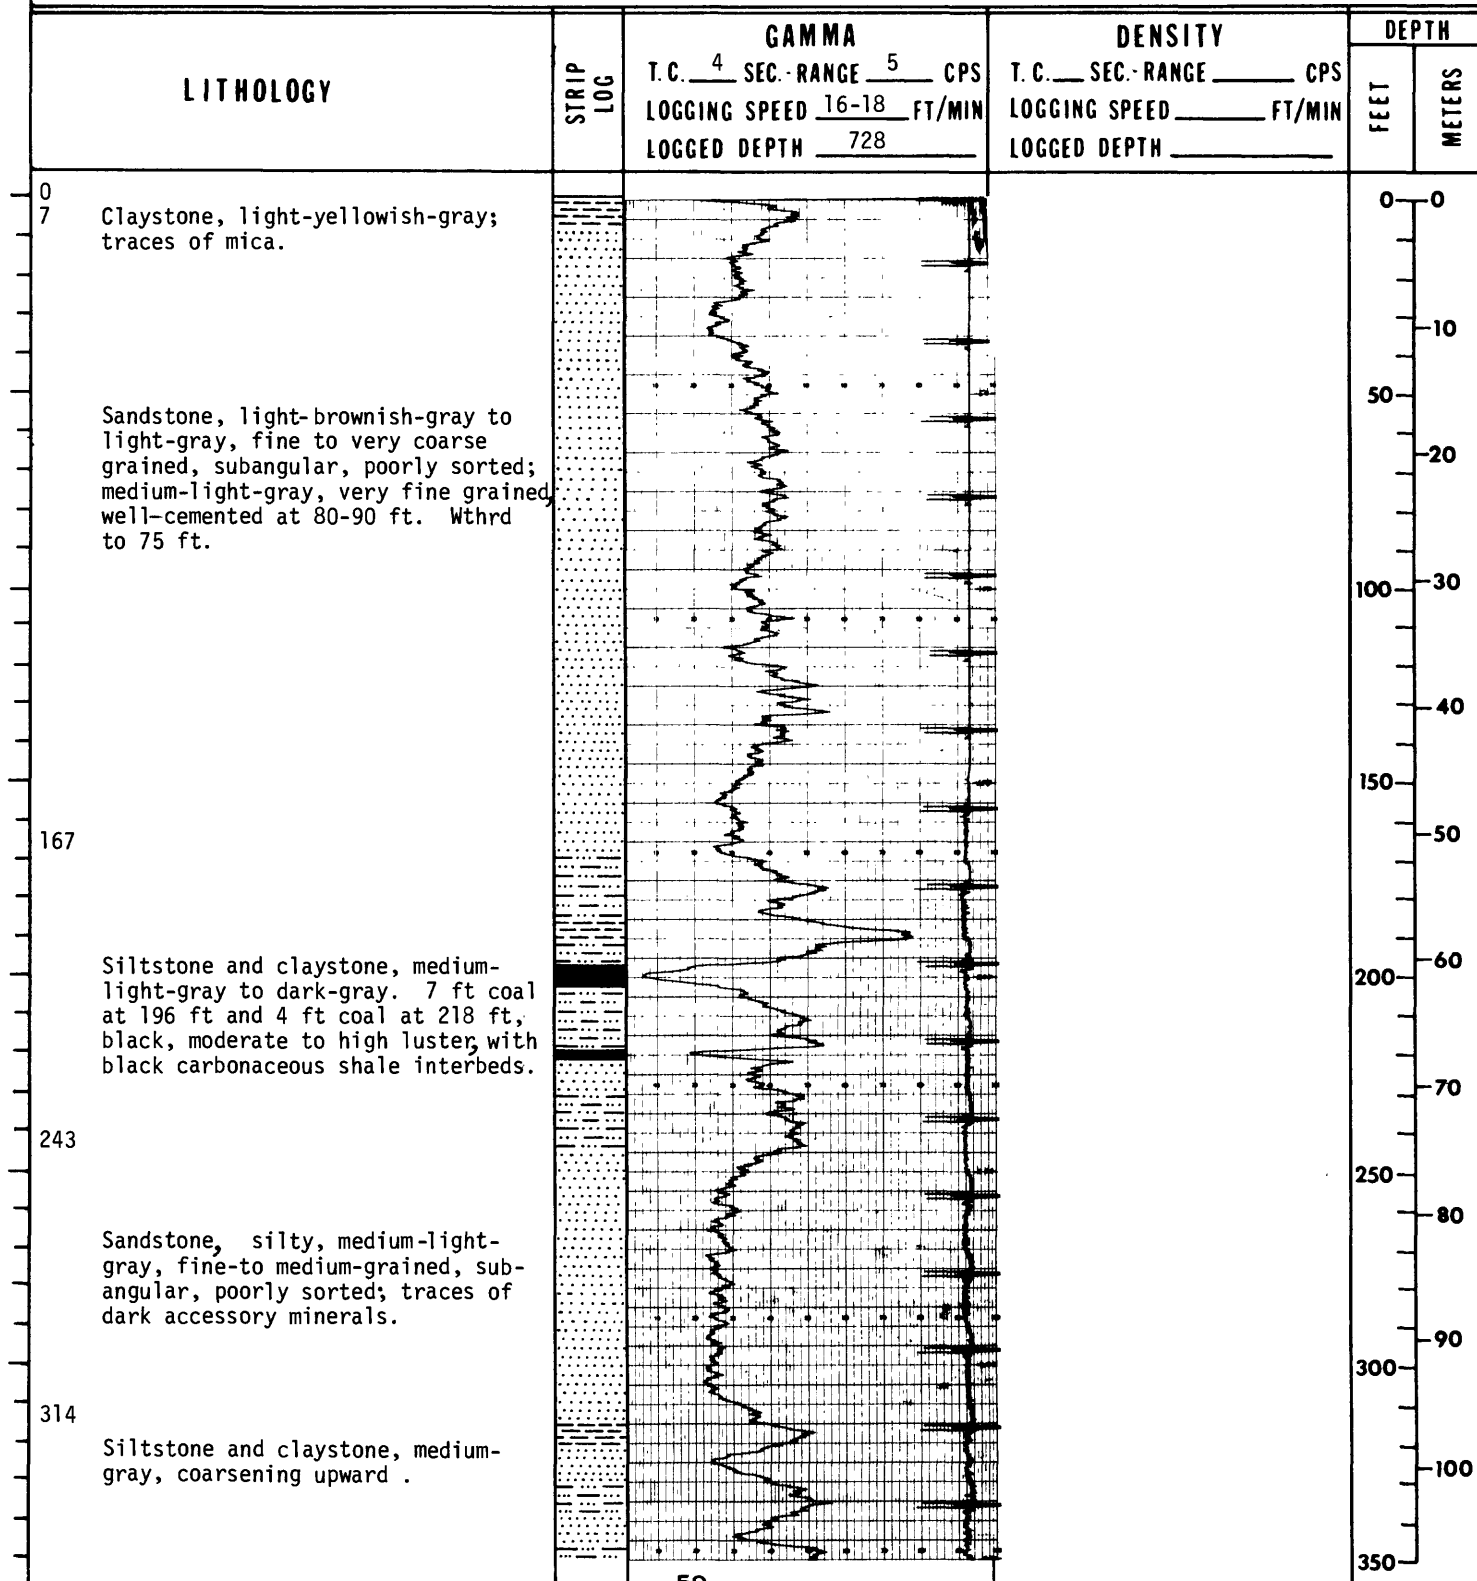 LITHOLOGY
STRIP LOG
GAMMA
T.C. 4 SEC.-RANGE 5 CPS
LOGGING SPEED 16-18 FT/MIN
LOGGED DEPTH 728
DENSITY
T.C. SEC.-RANGE CPS
LOGGING SPEED FT/MIN
LOGGED DEPTH
DEPTH
FEET
METERS
0
7
Claystone, light-yellowish-gray;
traces of mica.
Sandstone, light-brownish-gray to
light-gray, fine to very coarse
grained, subangular, poorly sorted;
medium-light-gray, very fine grained,
well-cemented at 80-90 ft. Wthrd
to 75 ft.
167
Siltstone and claystone, medium-
light-gray to dark-gray. 7 ft coal
at 196 ft and 4 ft coal at 218 ft,
black, moderate to high luster, with
black carbonaceous shale interbeds.
243
Sandstone, silty, medium-light-
gray, fine-to medium-grained, sub-
angular, poorly sorted; traces of
dark accessory minerals.
314
Siltstone and claystone, medium-
gray, coarsening upward .
0
50
100
150
200
250
300
350
0
10
20
30
40
50
60
70
80
90
100